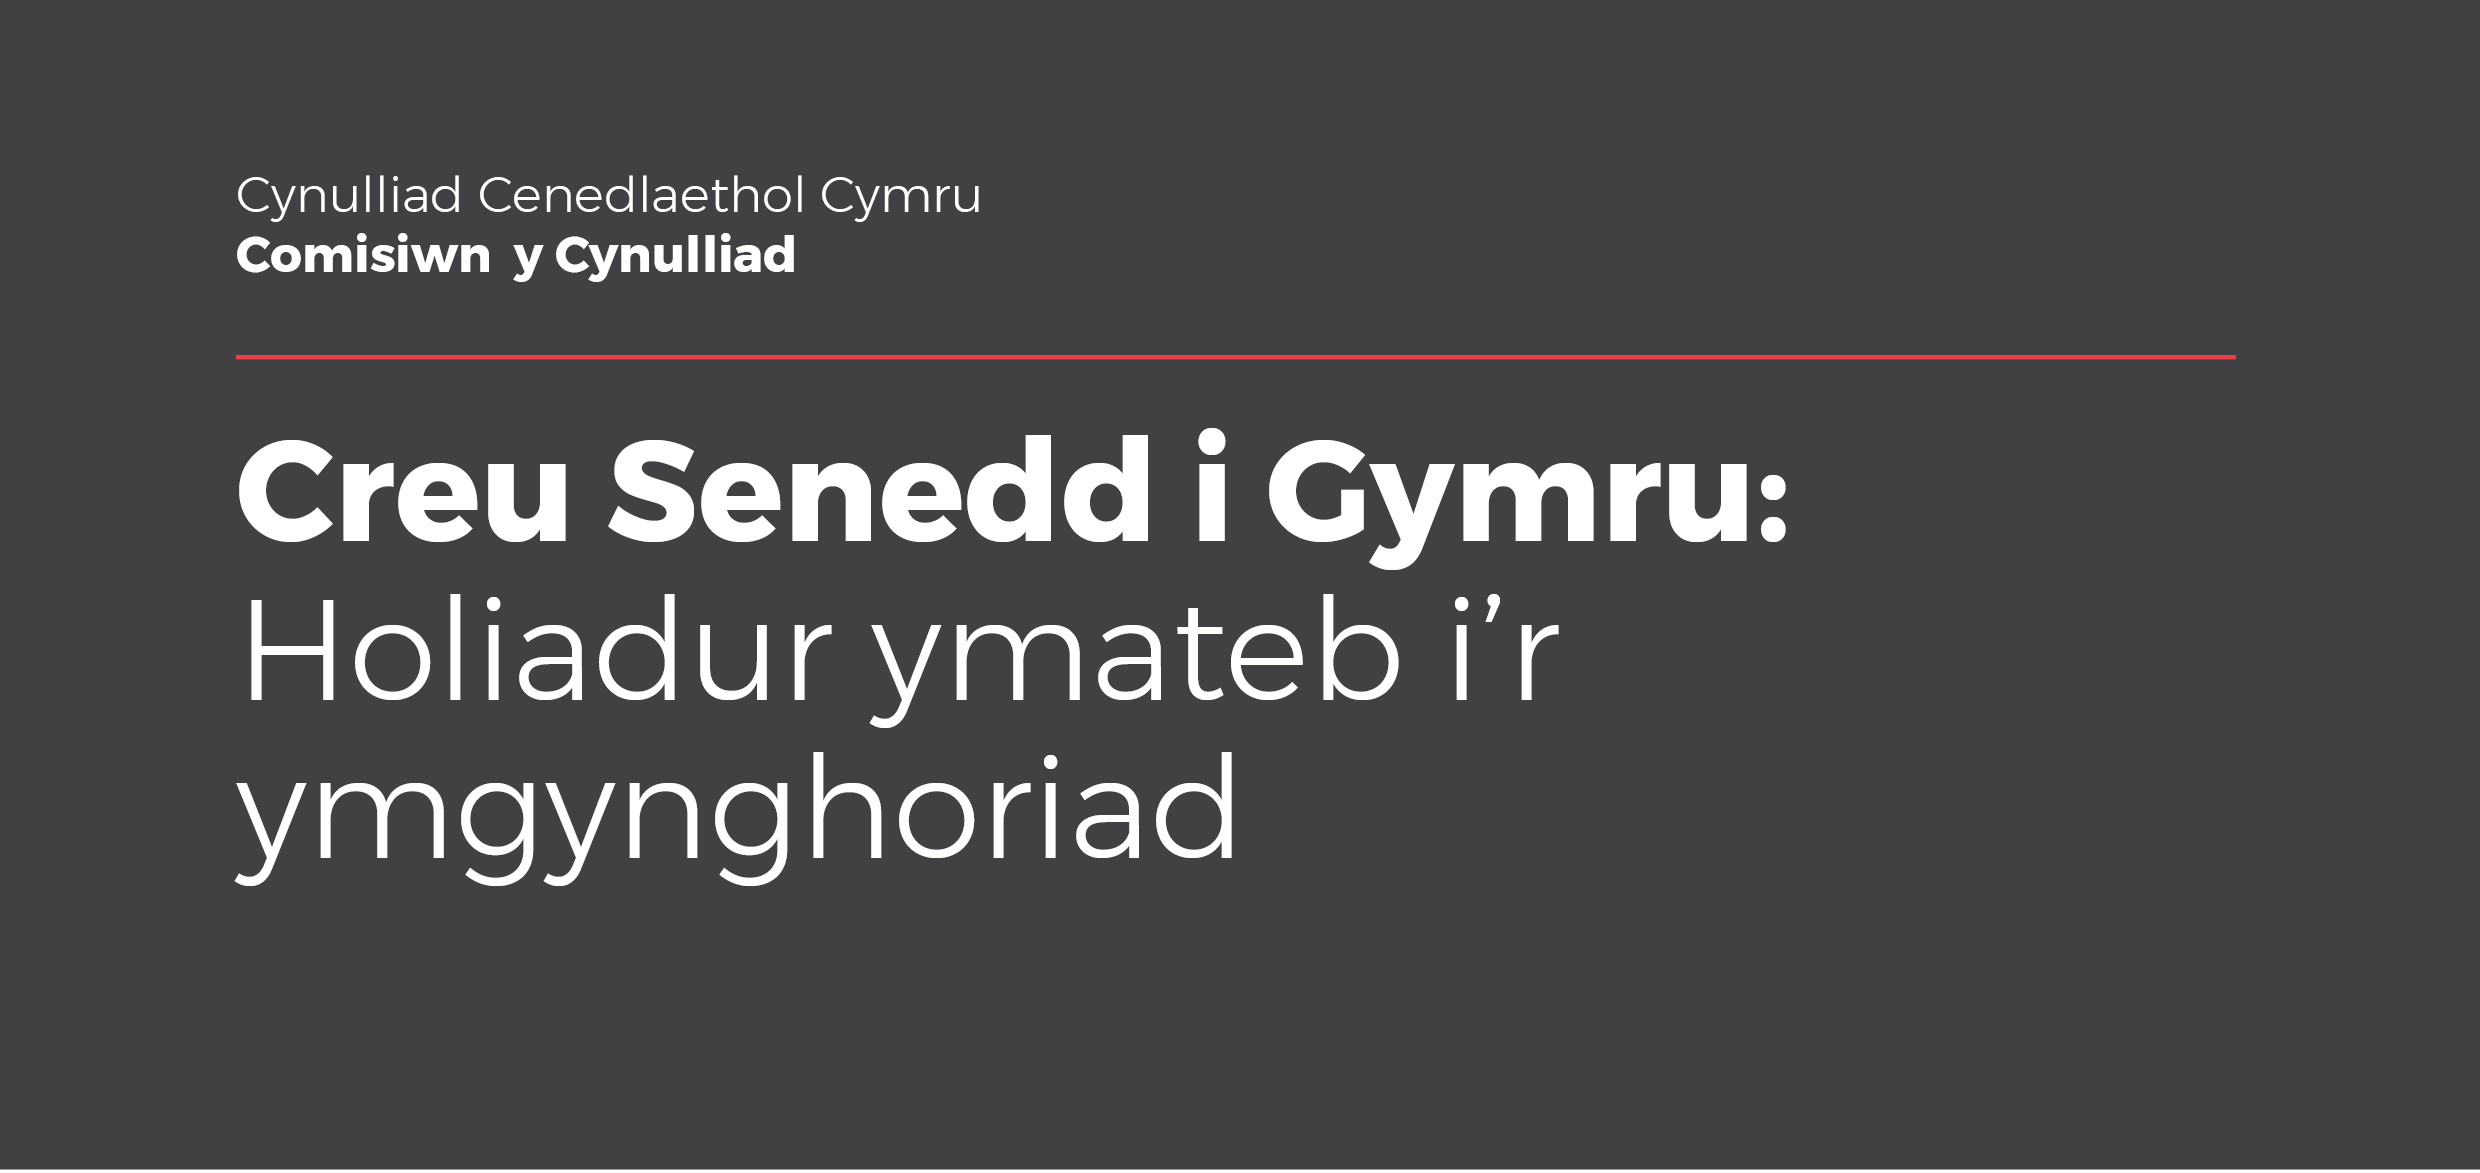 Cynulliad Cenedlaethol Cymru
Comisiwn y Cynulliad
Creu Senedd i Gymru:
Holiadur ymateb i’r
ymgynghoriad